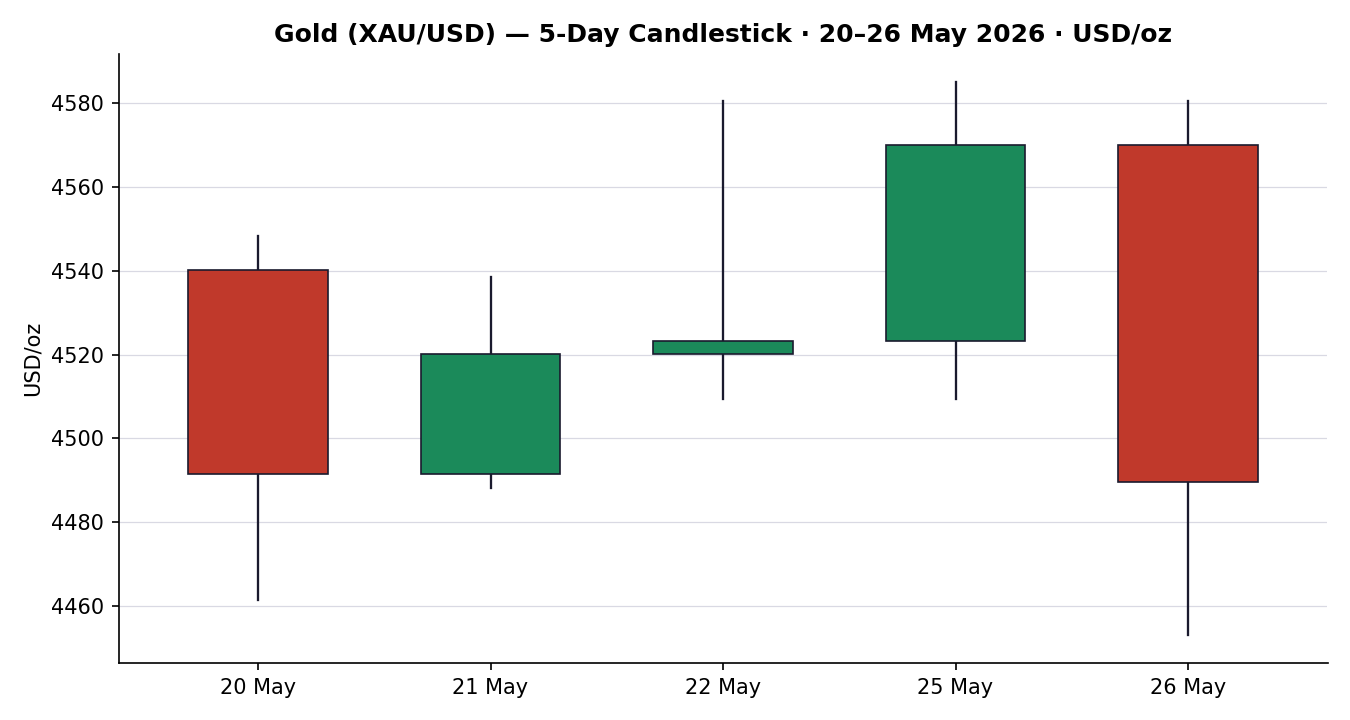 Gold (XAU/USD) — 5-Day Candlestick · 20–26 May 2026 · USD/oz
USD/oz
4580
4560
4540
4520
4500
4480
4460
20 May
21 May
22 May
25 May
26 May